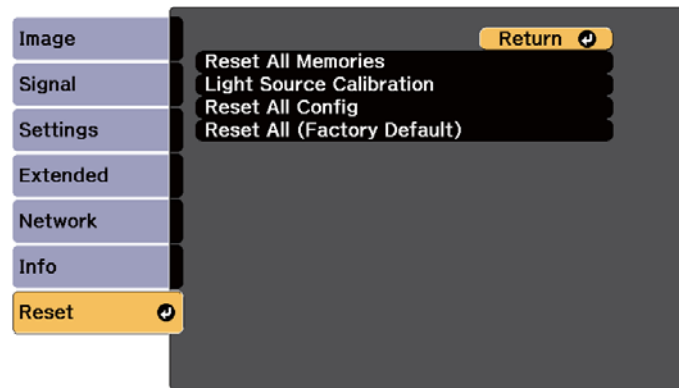 Image
Signal
Settings
Extended
Network
Info
Reset
Return
Reset All Memories
Light Source Calibration
Reset All Config
Reset All (Factory Default)